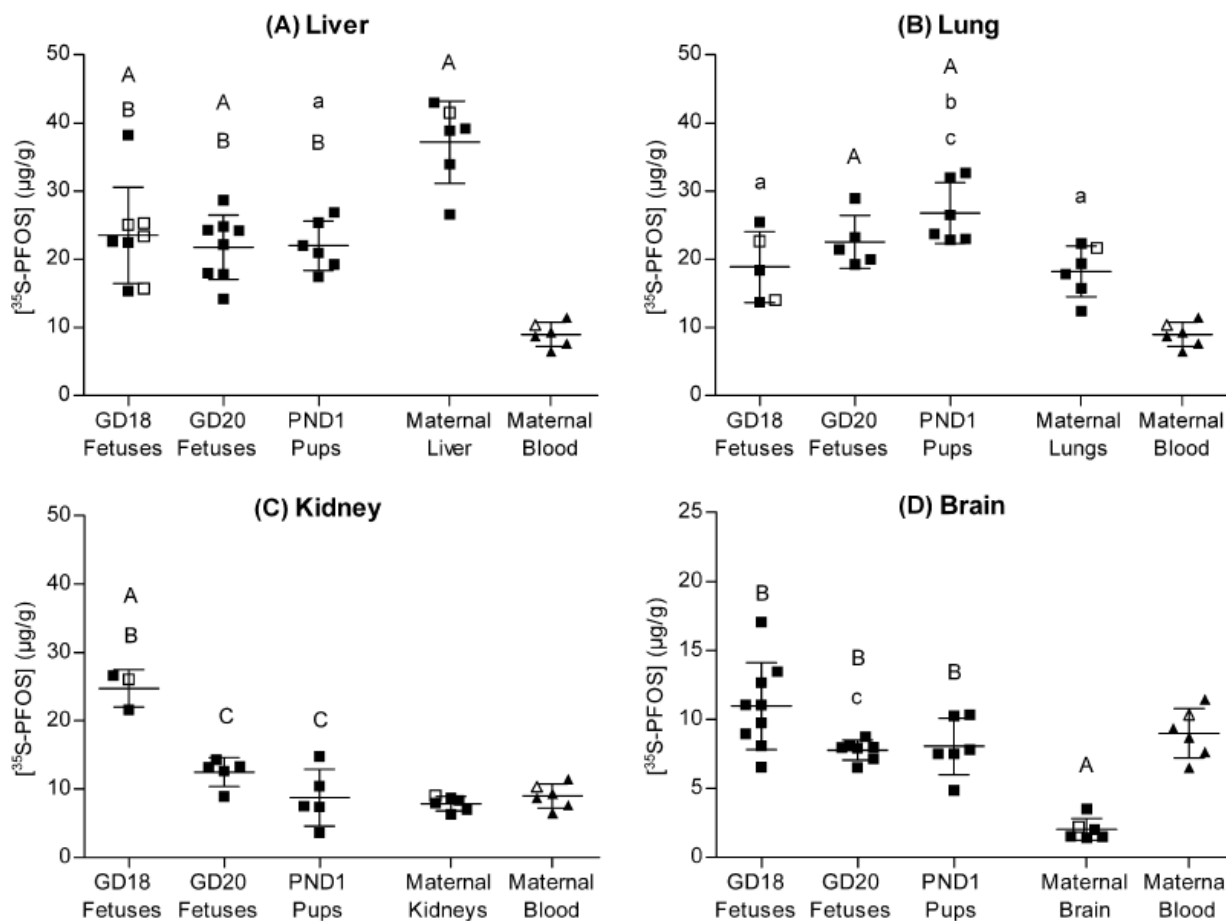 (A) Liver
[³⁵S-PFOS] (µg/g)
50
40
30
20
10
0
A
B
A
B
a
B
A
GD18 Fetuses
GD20 Fetuses
PND1 Pups
Maternal Liver
Maternal Blood
(B) Lung
[³⁵S-PFOS] (µg/g)
50
40
30
20
10
0
a
A
A
b
c
a
GD18 Fetuses
GD20 Fetuses
PND1 Pups
Maternal Lungs
Maternal Blood
(C) Kidney
[³⁵S-PFOS] (µg/g)
50
40
30
20
10
0
A
B
C
C
GD18 Fetuses
GD20 Fetuses
PND1 Pups
Maternal Kidneys
Maternal Blood
(D) Brain
[³⁵S-PFOS] (µg/g)
25
20
15
10
5
0
B
B
c
B
A
GD18 Fetuses
GD20 Fetuses
PND1 Pups
Maternal Brain
Maternal Blood